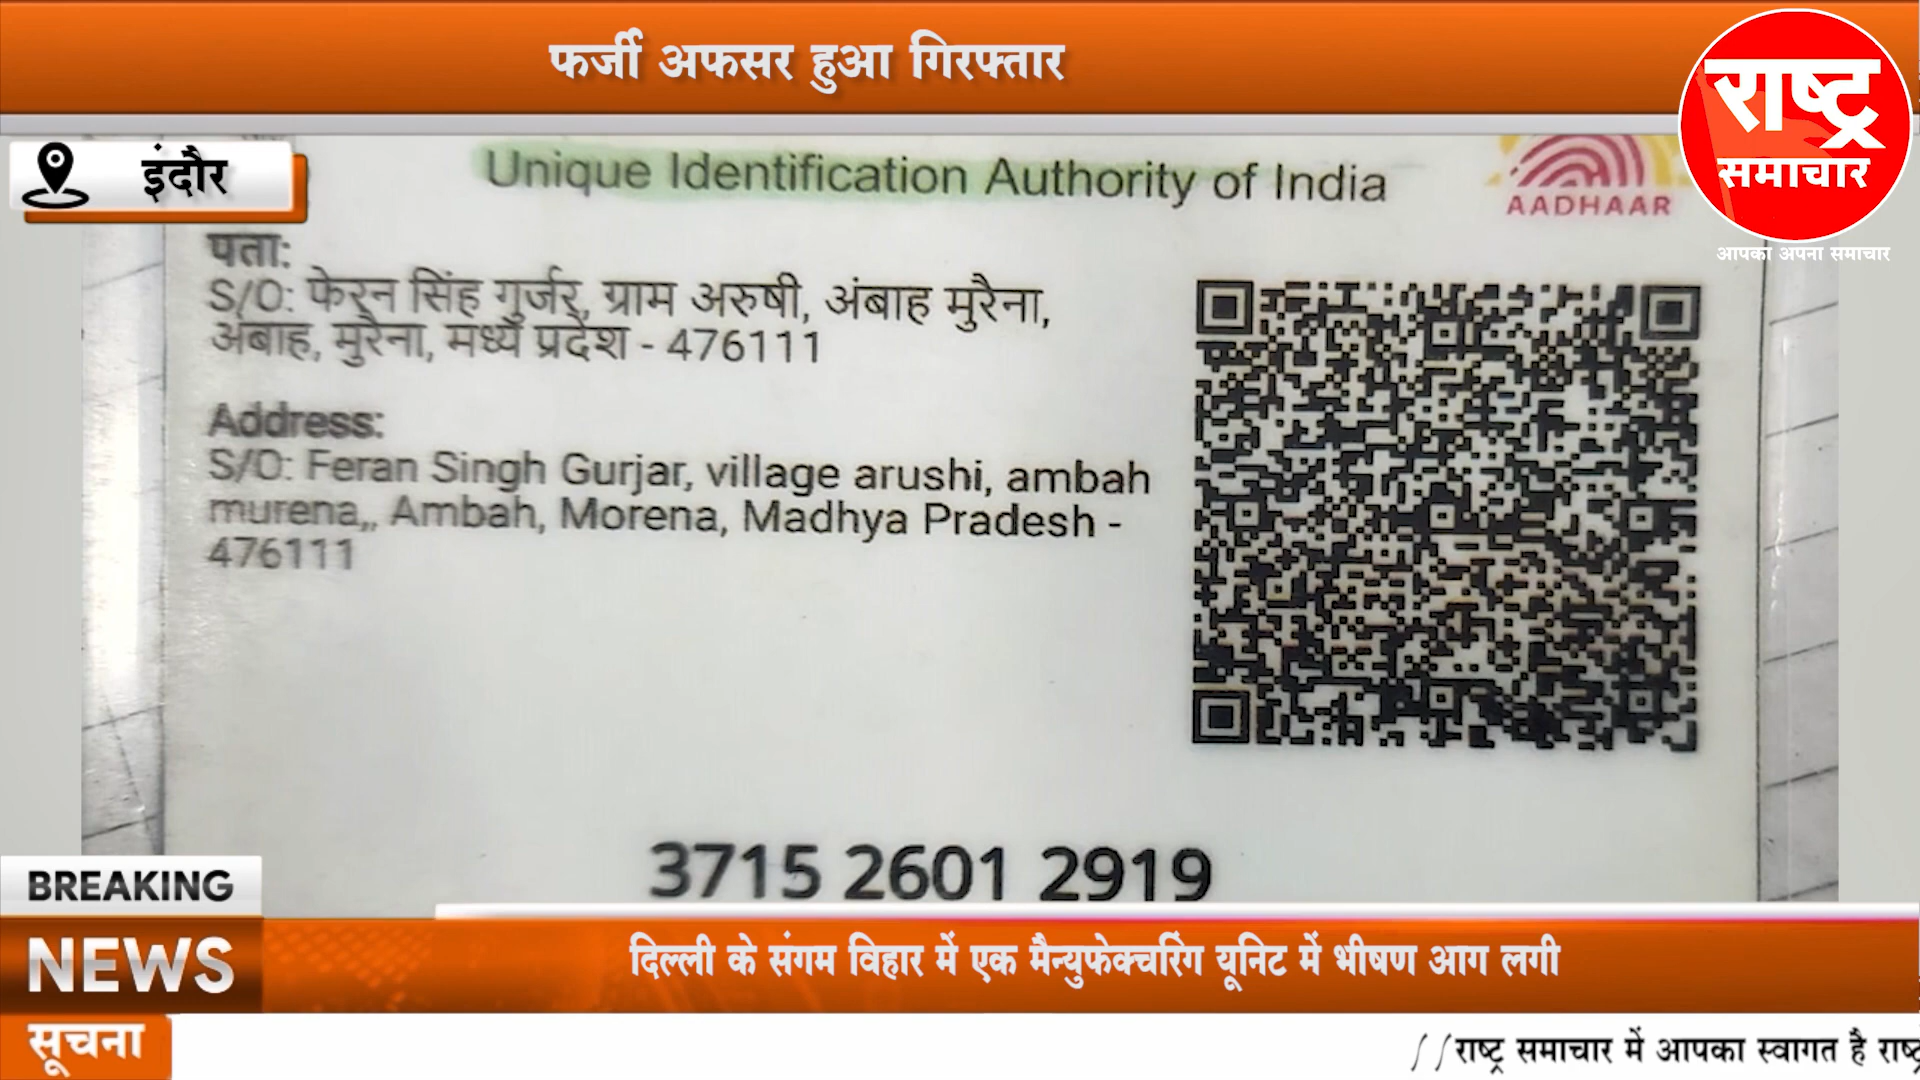 फर्जी अफसर हुआ गिरफ्तार
राष्ट्र
समाचार
आपका अपना समाचार
इंदौर
Unique Identification Authority of India
AADHAAR
पता:
S/O: फेरन सिंह गुर्जर, ग्राम अरुषी, अंबाह मुरैना,
अंबाह, मुरैना, मध्य प्रदेश - 476111
Address:
S/O: Feran Singh Gurjar, village arushi, ambah
murena,, Ambah, Morena, Madhya Pradesh -
476111
3715 2601 2919
BREAKING
NEWS
दिल्ली के संगम विहार में एक मैन्युफेक्चरिंग यूनिट में भीषण आग लगी
सूचना
//राष्ट्र समाचार में आपका स्वागत है